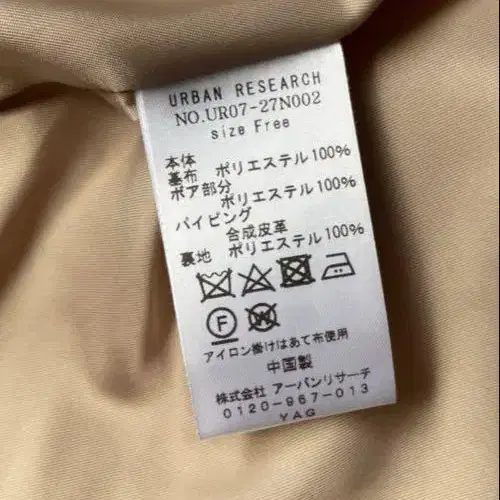 URBAN RESEARCH
NO.UR07-27N002
size Free
本体
基布 ポリエステル100%
ボア部分
ポリエステル100%
パイピング
合成皮革
裏地 ポリエステル100%
F W
アイロン掛けはあて布使用
中国製
株式会社 アーバンリサーチ
0120-967-013
YAG